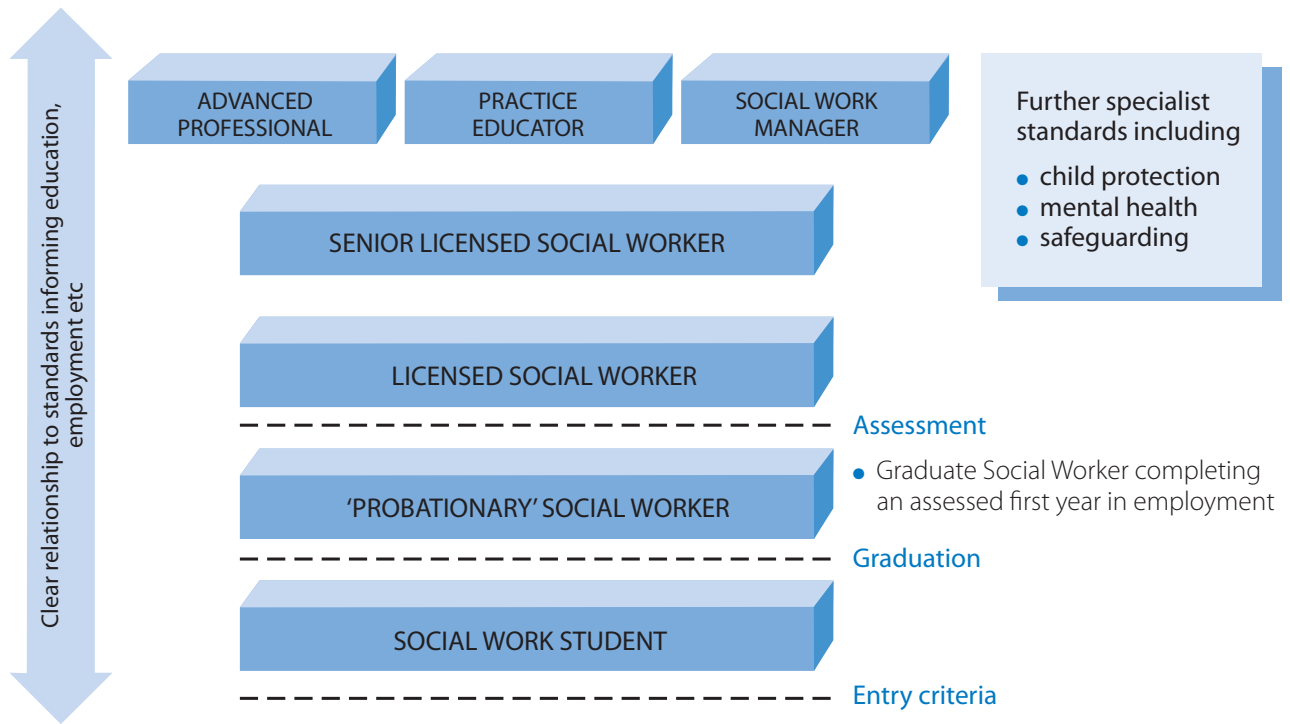 Clear relationship to standards informing education,
employment etc
ADVANCED
PROFESSIONAL
PRACTICE
EDUCATOR
SOCIAL WORK
MANAGER
Further specialist
standards including
• child protection
• mental health
• safeguarding
SENIOR LICENSED SOCIAL WORKER
LICENSED SOCIAL WORKER
Assessment
• Graduate Social Worker completing
an assessed first year in employment
‘PROBATIONARY’ SOCIAL WORKER
Graduation
SOCIAL WORK STUDENT
Entry criteria